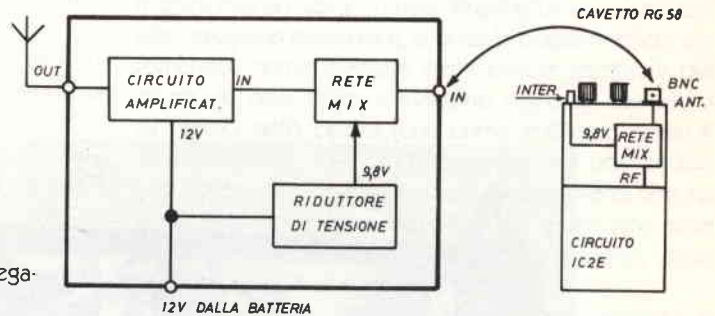 CAVETTO RG 58
OUT
CIRCUITO
AMPLIFICAT.
IN
RETE
MIX
IN
12V
9,8V
RIDUTTORE
DI TENSIONE
12V DALLA BATTERIA
INTER.
BNC
ANT.
9,8V
RETE
MIX
RF
CIRCUITO
IC2E
ega-